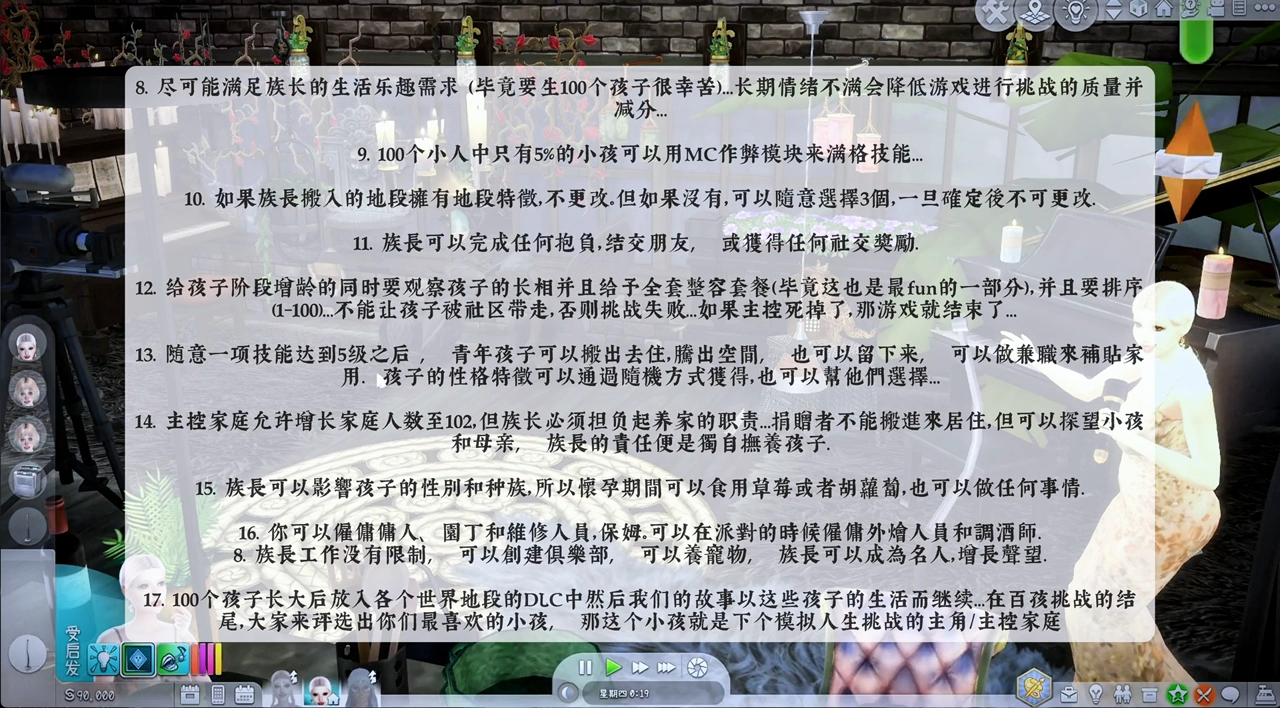 8. 尽可能满足族长的生活乐趣需求 (毕竟要生100个孩子很幸苦)...长期情绪不满会降低游戏进行挑战的质量并
减分...
9. 100个小人中只有5%的小孩可以用MC作弊模块来满格技能...
10. 如果族長搬入的地段擁有地段特徵,不更改。但如果沒有,可以隨意選擇3個,一旦確定後不可更改.
11. 族長可以完成任何抱負,结交朋友, 或獲得任何社交獎勵.
12. 给孩子阶段增龄的同时要观察孩子的长相并且给予全套整容套餐(毕竟这也是最fun的一部分),并且要排序
(1-100)...不能让孩子被社区带走,否则挑战失败...如果主控死掉了,那游戏就结束了...
13. 随意一项技能达到5级之后 , 青年孩子可以搬出去住,騰出空間, 也可以留下来, 可以做兼職來補貼家
用. 孩子的性格特徵可以通過隨機方式獲得,也可以幫他們選擇...
14. 主控家庭允许增长家庭人数至102,但族长必须担负起养家的职责...捐贈者不能搬進來居住,但可以探望小孩
和母亲, 族長的責任便是獨自撫養孩子.
15. 族長可以影響孩子的性別和种族,所以懷孕期間可以食用草莓或者胡蘿蔔,也可以做任何事情.
16. 你可以僱傭傭人、園丁和維修人員,保姆。可以在派對的時候僱傭外燴人員和調酒師.
8. 族長工作没有限制, 可以創建俱樂部, 可以養寵物, 族長可以成為名人,增長聲望.
17. 100个孩子长大后放入各个世界地段的DLC中然后我们的故事以这些孩子的生活而继续...在百孩挑战的结
尾,大家来评选出你们最喜欢的小孩, 那这个小孩就是下个模拟人生挑战的主角/主控家庭
受启发
§90,000
星期四 0:19